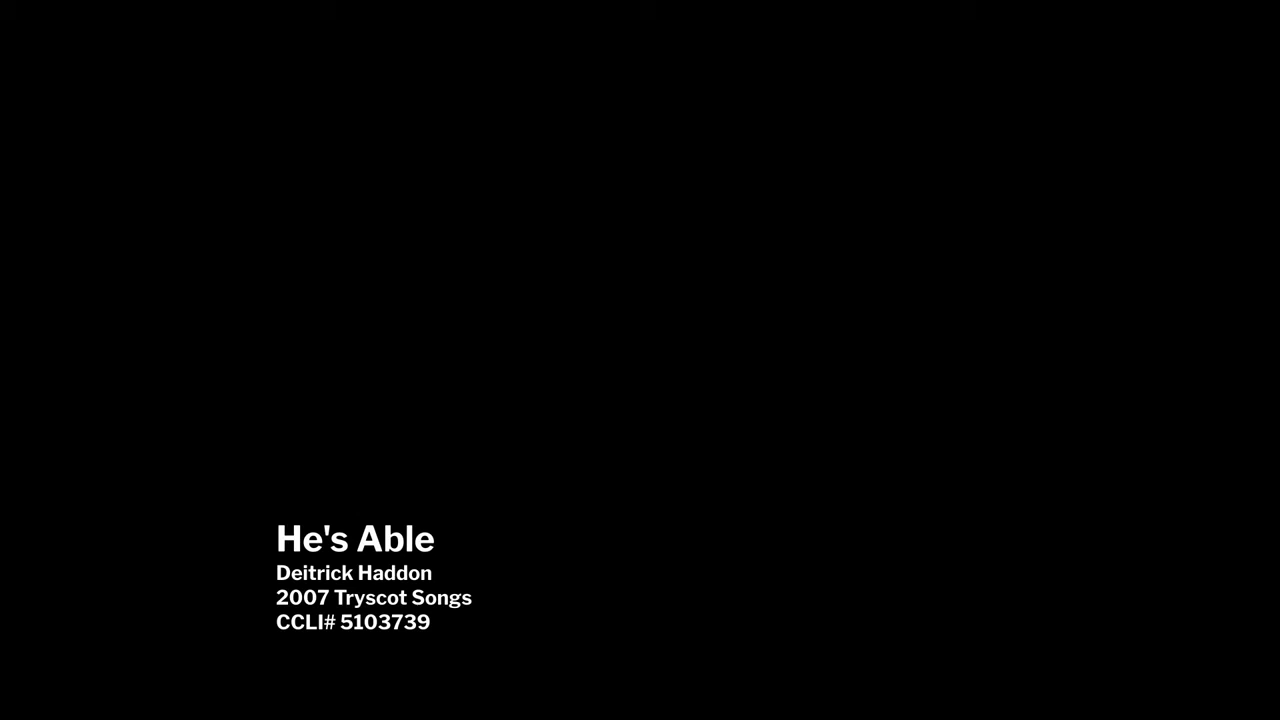 He's Able
Deitrick Haddon
2007 Tryscot Songs
CCLI# 5103739